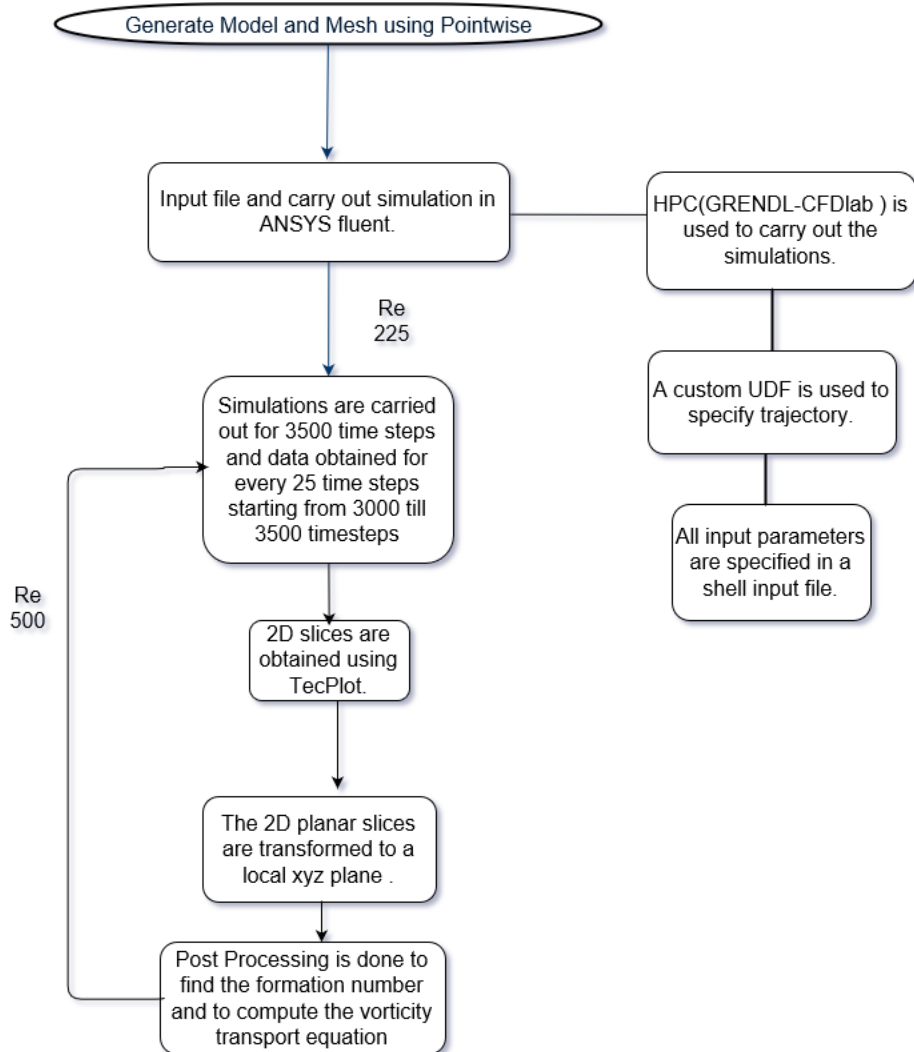 Generate Model and Mesh using Pointwise
Input file and carry out simulation in
ANSYS fluent.
HPC(GRENDL-CFDlab ) is
used to carry out the
simulations.
Re
225
A custom UDF is used to
specify trajectory.
Simulations are carried
out for 3500 time steps
and data obtained for
every 25 time steps
starting from 3000 till
3500 timesteps
All input parameters
are specified in a
shell input file.
Re
500
2D slices are
obtained using
TecPlot.
The 2D planar slices
are transformed to a
local xyz plane .
Post Processing is done to
find the formation number
and to compute the vorticity
transport equation